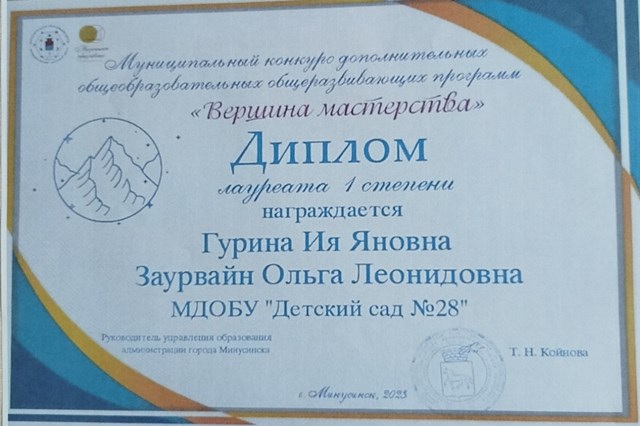 Муниципальный конкурс дополнительных
общеобразовательных общеразвивающих программ
«Вершина мастерства»
Диплом
лауреата 1 степени
награждается
Гурина Ия Яновна
Заурвайн Ольга Леонидовна
МДОБУ "Детский сад №28"
Руководитель управления образования
администрации города Минусинска
Т. Н. Койнова
г. Минусинск, 2023